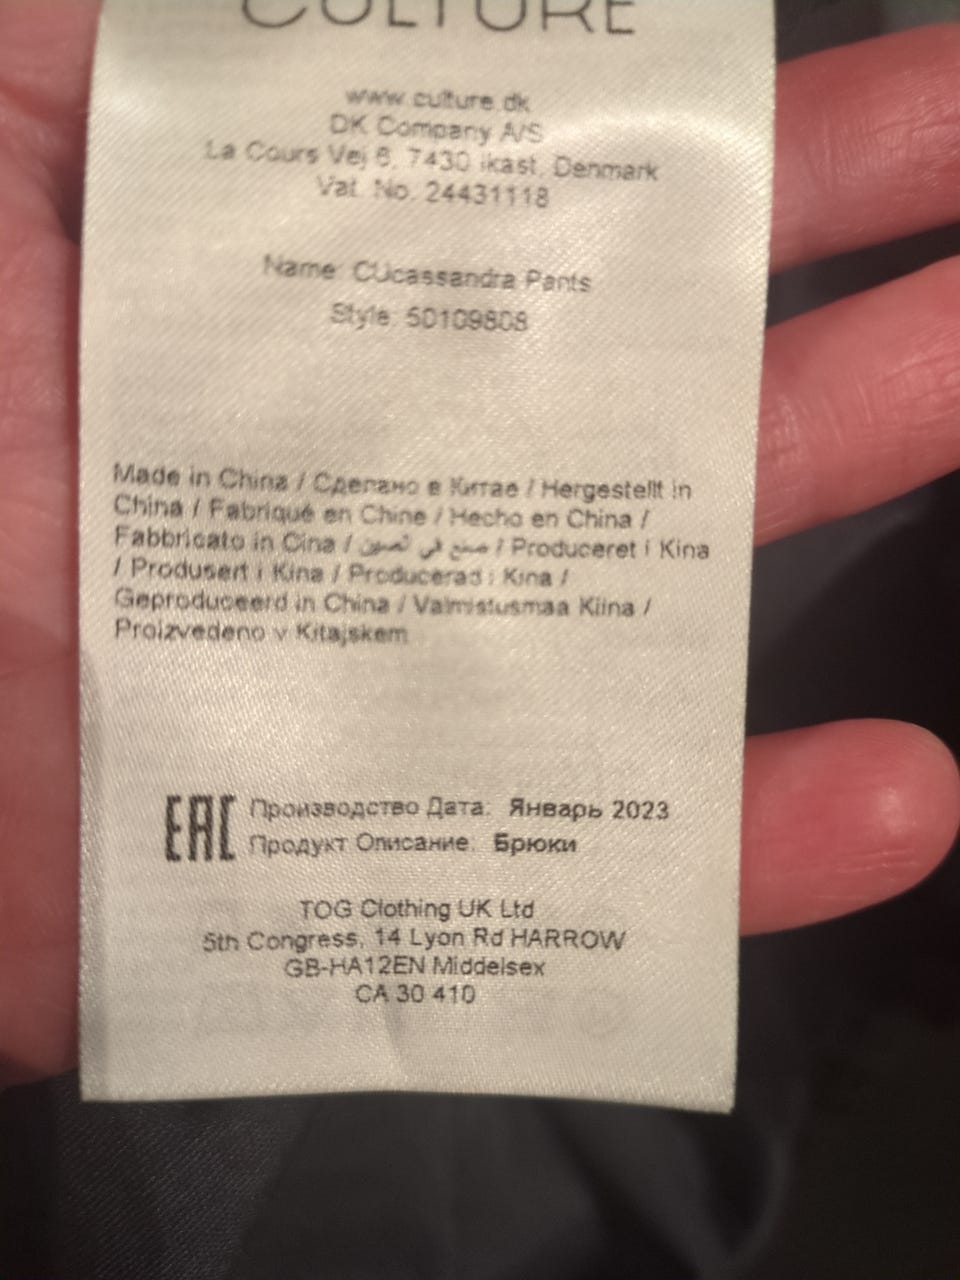 CULTURE
www.culture.dk
DK Company A/S
La Cours Vej 6, 7430 Ikast, Denmark
Vat. No. 24431118
Name: CUcassandra Pants
Style: 50109808
Made in China / Сделано в Китае / Hergestellt in
China / Fabriqué en Chine / Hecho en China /
Fabbricato in Cina / صنع في / Produceret i Kina
/ Produsert i Kina / Producerad i Kina /
Geproduceerd in China / Valmistusmaa Kiina /
Proizvedeno v Kitajskem
EAC Производство Дата: Январь 2023
Продукт Описание: Брюки
TOG Clothing UK Ltd
5th Congress, 14 Lyon Rd HARROW
GB-HA12EN Middelsex
CA 30 410